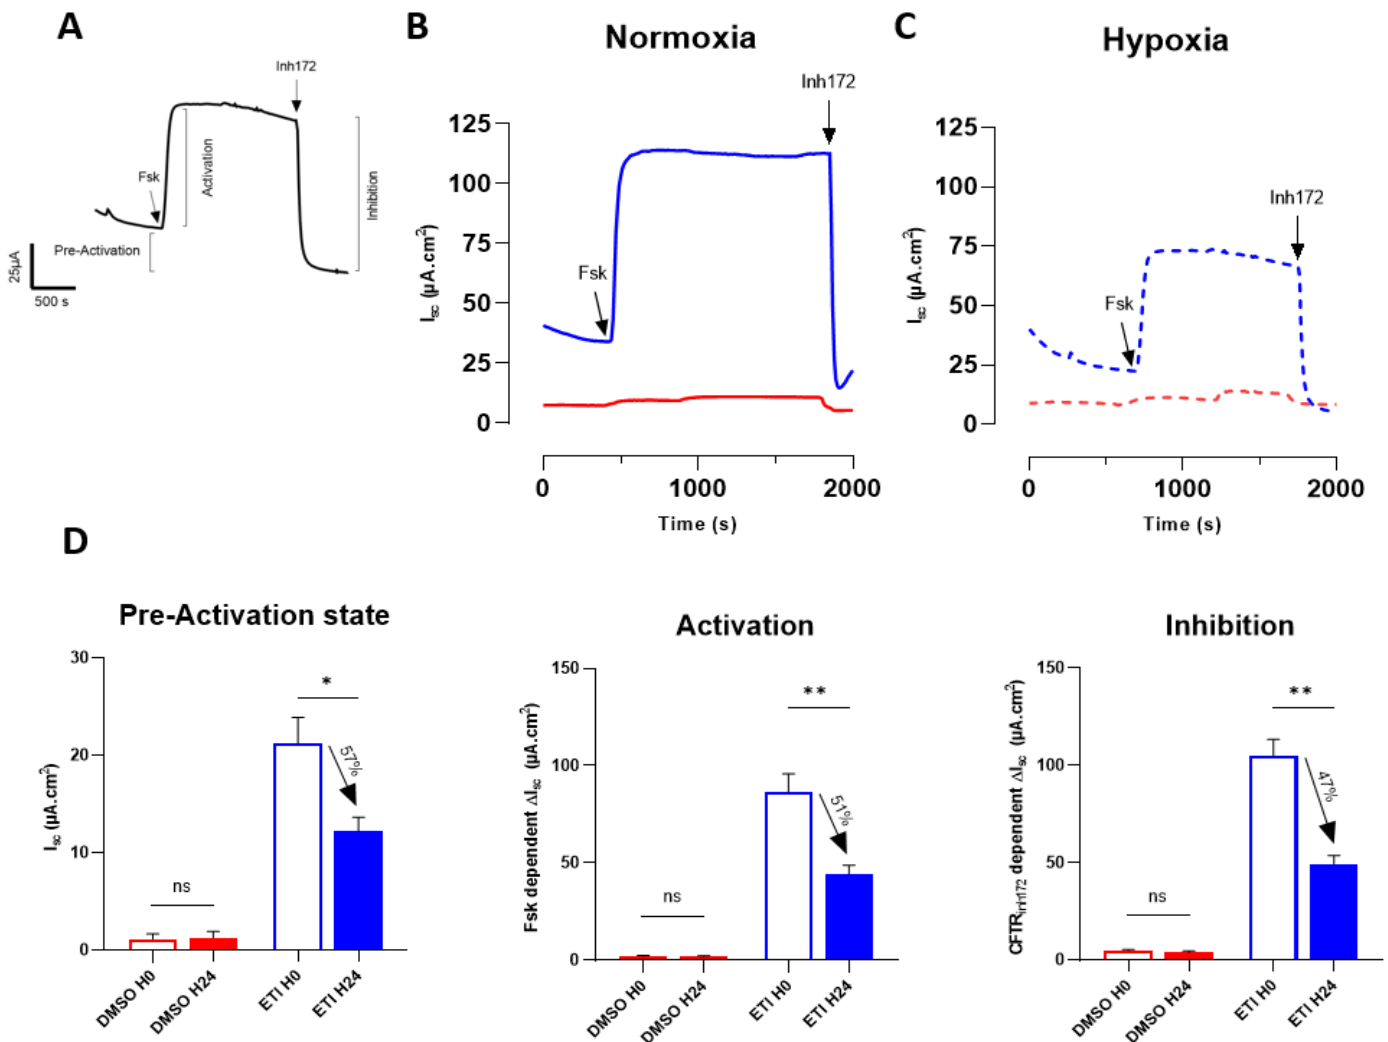 A
Inh172
Fsk
Activation
Inhibition
Pre-Activation
25µA
500 s
B
Normoxia
Inh172
125
100
75
50
25
0
Fsk
Isc (µA.cm²)
0 1000 2000
Time (s)
C
Hypoxia
Inh172
125
100
75
50
25
0
Fsk
Isc (µA.cm²)
0 1000 2000
Time (s)
D
Pre-Activation state
30
20
10
0
Isc (µA.cm²)
ns
*
57%
DMSO H0
DMSO H24
ETI H0
ETI H24
Activation
150
100
50
0
Fsk dependent ΔIsc (µA.cm²)
ns
**
51%
DMSO H0
DMSO H24
ETI H0
ETI H24
Inhibition
150
100
50
0
CFTRinh172 dependent ΔIsc (µA.cm²)
ns
**
47%
DMSO H0
DMSO H24
ETI H0
ETI H24